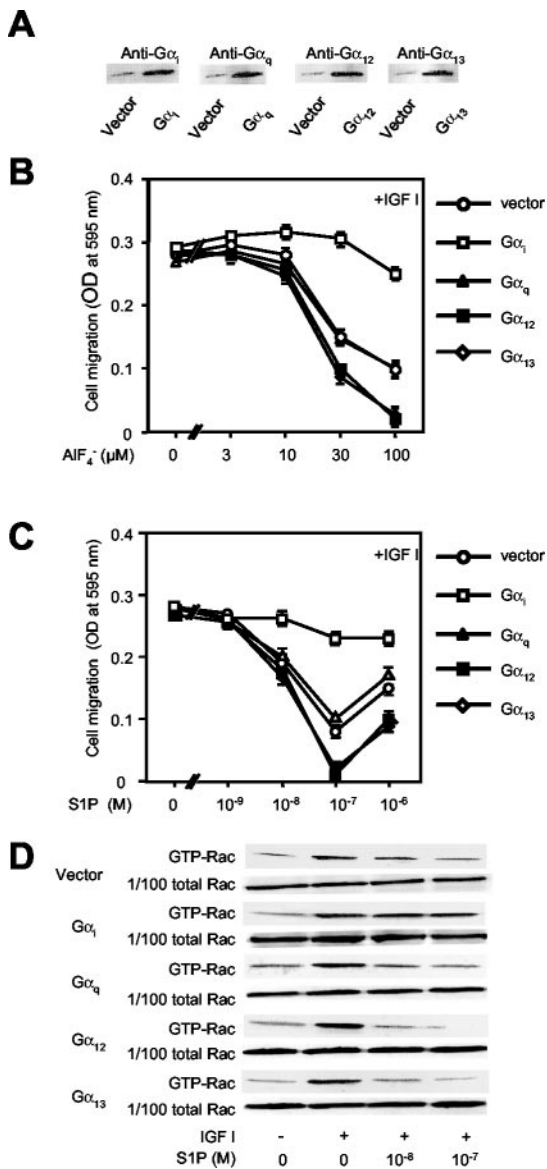 A
Anti-Gαi Anti-Gαq Anti-Gα12 Anti-Gα13
Vector Gαi Vector Gαq Vector Gα12 Vector Gα13
B
+IGF I
Cell migration (OD at 595 nm)
0.4
0.3
0.2
0.1
0
0 3 10 30 100
AlF4- (μM)
vector
Gαi
Gαq
Gα12
Gα13
C
+IGF I
Cell migration (OD at 595 nm)
0.4
0.3
0.2
0.1
0
0 10-9 10-8 10-7 10-6
S1P (M)
vector
Gαi
Gαq
Gα12
Gα13
D
Vector
GTP-Rac
1/100 total Rac
Gαi
GTP-Rac
1/100 total Rac
Gαq
GTP-Rac
1/100 total Rac
Gα12
GTP-Rac
1/100 total Rac
Gα13
GTP-Rac
1/100 total Rac
IGF I - + + +
S1P (M) 0 0 10-8 10-7